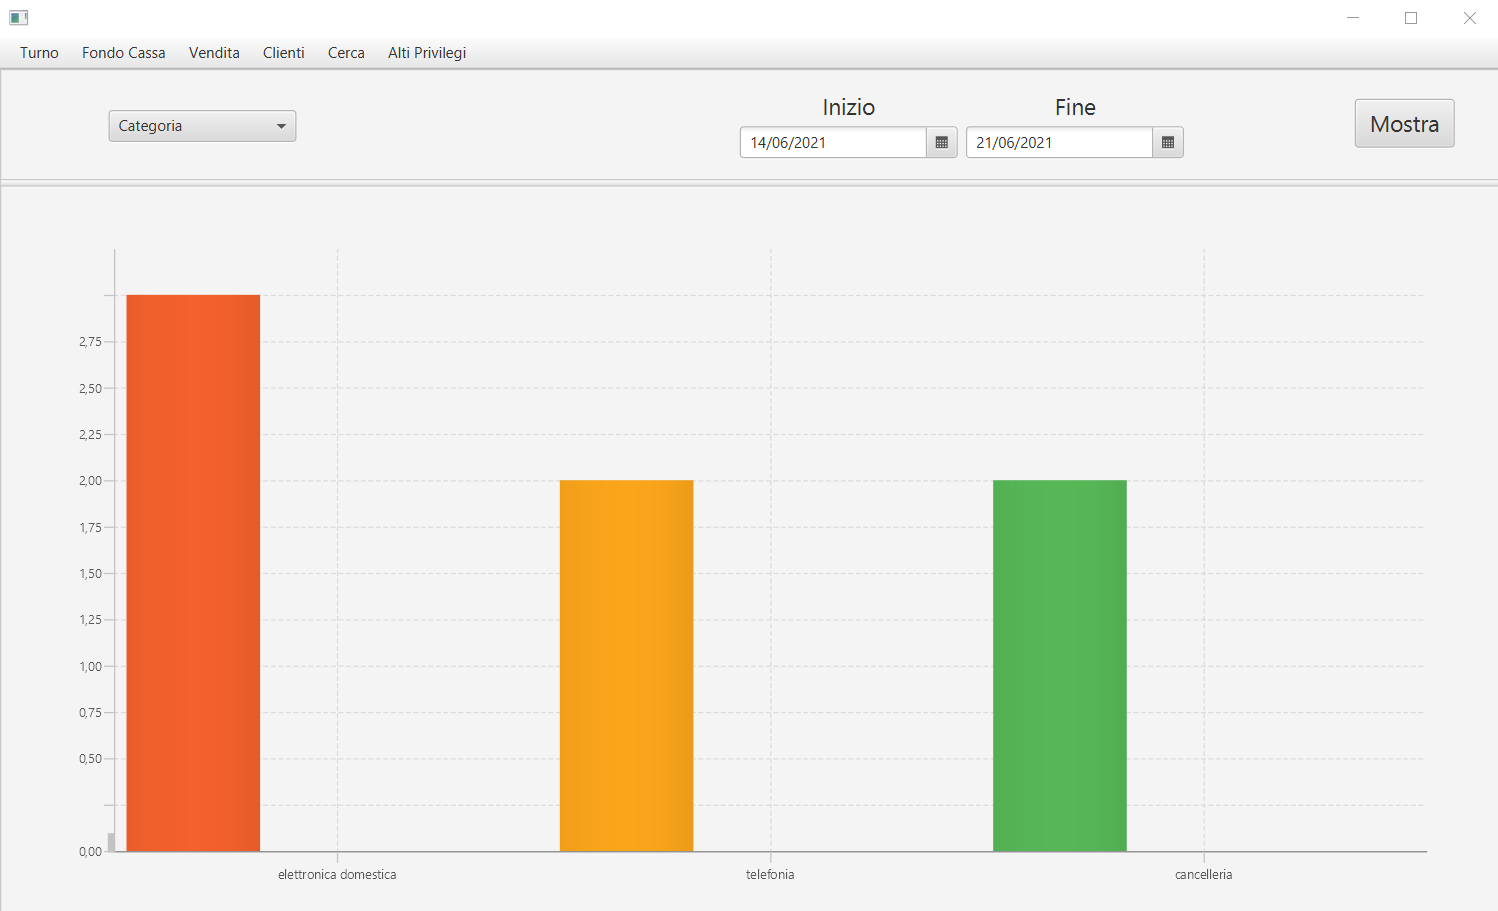 Turno Fondo Cassa Vendita Clienti Cerca Alti Privilegi
Inizio Fine
Categoria
14/06/2021 21/06/2021
Mostra
2,75
2,50
2,25
2,00
1,75
1,50
1,25
1,00
0,75
0,50
0,00
elettronica domestica telefonia cancelleria